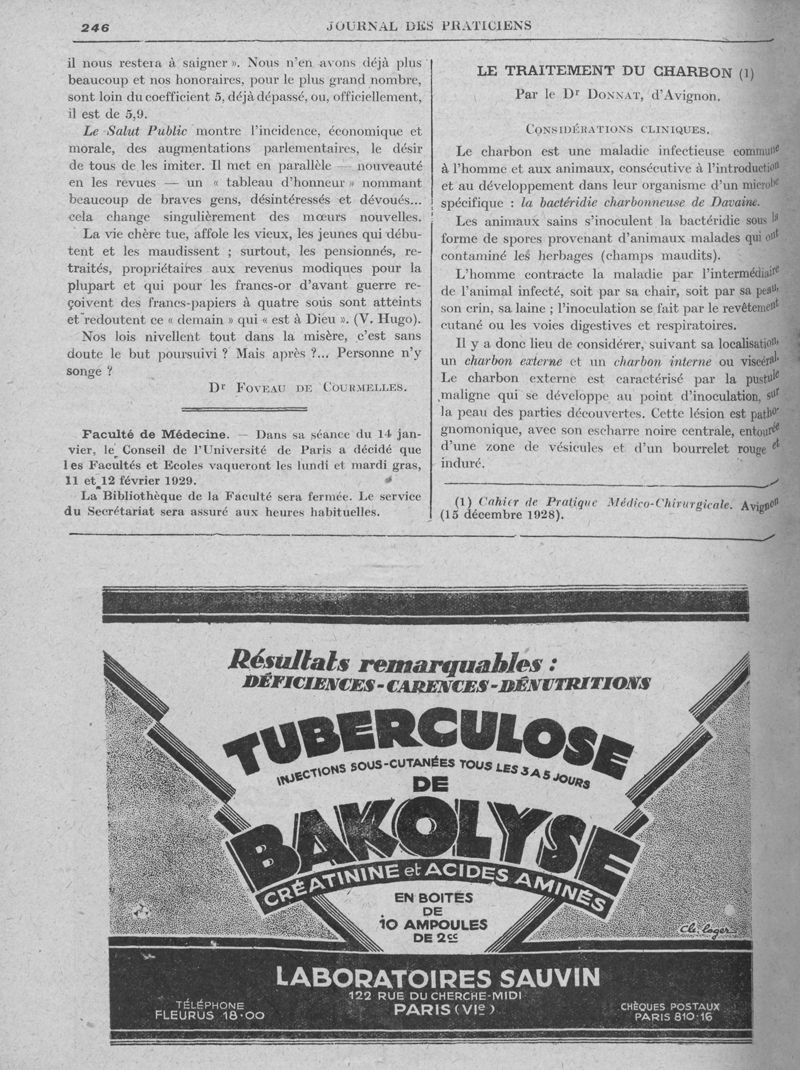 246
JOURNAL DES PRATICIENS
il nous restera à saigner ». Nous n'en avons déjà plus
beaucoup et nos honoraires, pour le plus grand nombre,
sont loin du coefficient 5, déjà dépassé, ou, officiellement,
il est de 5,9.
Le Salut Public montre l'incidence, économique et
morale, des augmentations parlementaires, le désir
de tous de les imiter. Il met en parallèle — nouveauté
en les revues — un « tableau d'honneur » nommant
beaucoup de braves gens, désintéressés et dévoués...
cela change singulièrement des mœurs nouvelles.
La vie chère tue, affole les vieux, les jeunes qui débu-
tent et les maudissent ; surtout, les pensionnés, re-
traités, propriétaires aux revenus modiques pour la
plupart et qui pour les francs-or d'avant guerre re-
çoivent des francs-papiers à quatre sous sont atteints
et redoutent ce « demain » qui « est à Dieu ». (V. Hugo).
Nos lois nivellent tout dans la misère, c'est sans
doute le but poursuivi ? Mais après ?... Personne n'y
songe ?
Dr FOVEAU DE COURMELLES.
Faculté de Médecine. — Dans sa séance du 14 jan-
vier, le Conseil de l'Université de Paris a décidé que
les Facultés et Ecoles vaqueront les lundi et mardi gras,
11 et 12 février 1929.
La Bibliothèque de la Faculté sera fermée. Le service
du Secrétariat sera assuré aux heures habituelles.
LE TRAITEMENT DU CHARBON (1)
Par le Dr DONNAT, d'Avignon.
CONSIDÉRATIONS CLINIQUES.
Le charbon est une maladie infectieuse commune
à l'homme et aux animaux, consécutive à l'introduction
et au développement dans leur organisme d'un microbe
spécifique : la bactéridie charbonneuse de Davaine.
Les animaux sains s'inoculent la bactéridie sous la
forme de spores provenant d'animaux malades qui ont
contaminé les herbages (champs maudits).
L'homme contracte la maladie par l'intermédiaire
de l'animal infecté, soit par sa chair, soit par sa peau,
son crin, sa laine ; l'inoculation se fait par le revêtement
cutané ou les voies digestives et respiratoires.
Il y a donc lieu de considérer, suivant sa localisation,
un charbon externe et un charbon interne ou viscéral.
Le charbon externe est caractérisé par la pustule
maligne qui se développe au point d'inoculation, sur
la peau des parties découvertes. Cette lésion est patho-
gnomonique, avec son escharre noire centrale, entourée
d'une zone de vésicules et d'un bourrelet rouge et
induré.
(1) Cahier de Pratique Médico-Chirurgicale. Avignon
(15 décembre 1928).
Résultats remarquables :
DÉFICIENCES - CARENCES - DÉNUTRITIONS
TUBERCULOSE
INJECTIONS SOUS-CUTANÉES TOUS LES 3 A 5 JOURS
DE
BAKOLYSE
CRÉATININE et ACIDES AMINÉS
EN BOITES
DE
10 AMPOULES
DE 2cc
Ch. Loger
LABORATOIRES SAUVIN
122 RUE DU CHERCHE-MIDI
PARIS (VIe)
TÉLÉPHONE
FLEURUS 18-00
CHÈQUES POSTAUX
PARIS 810-16